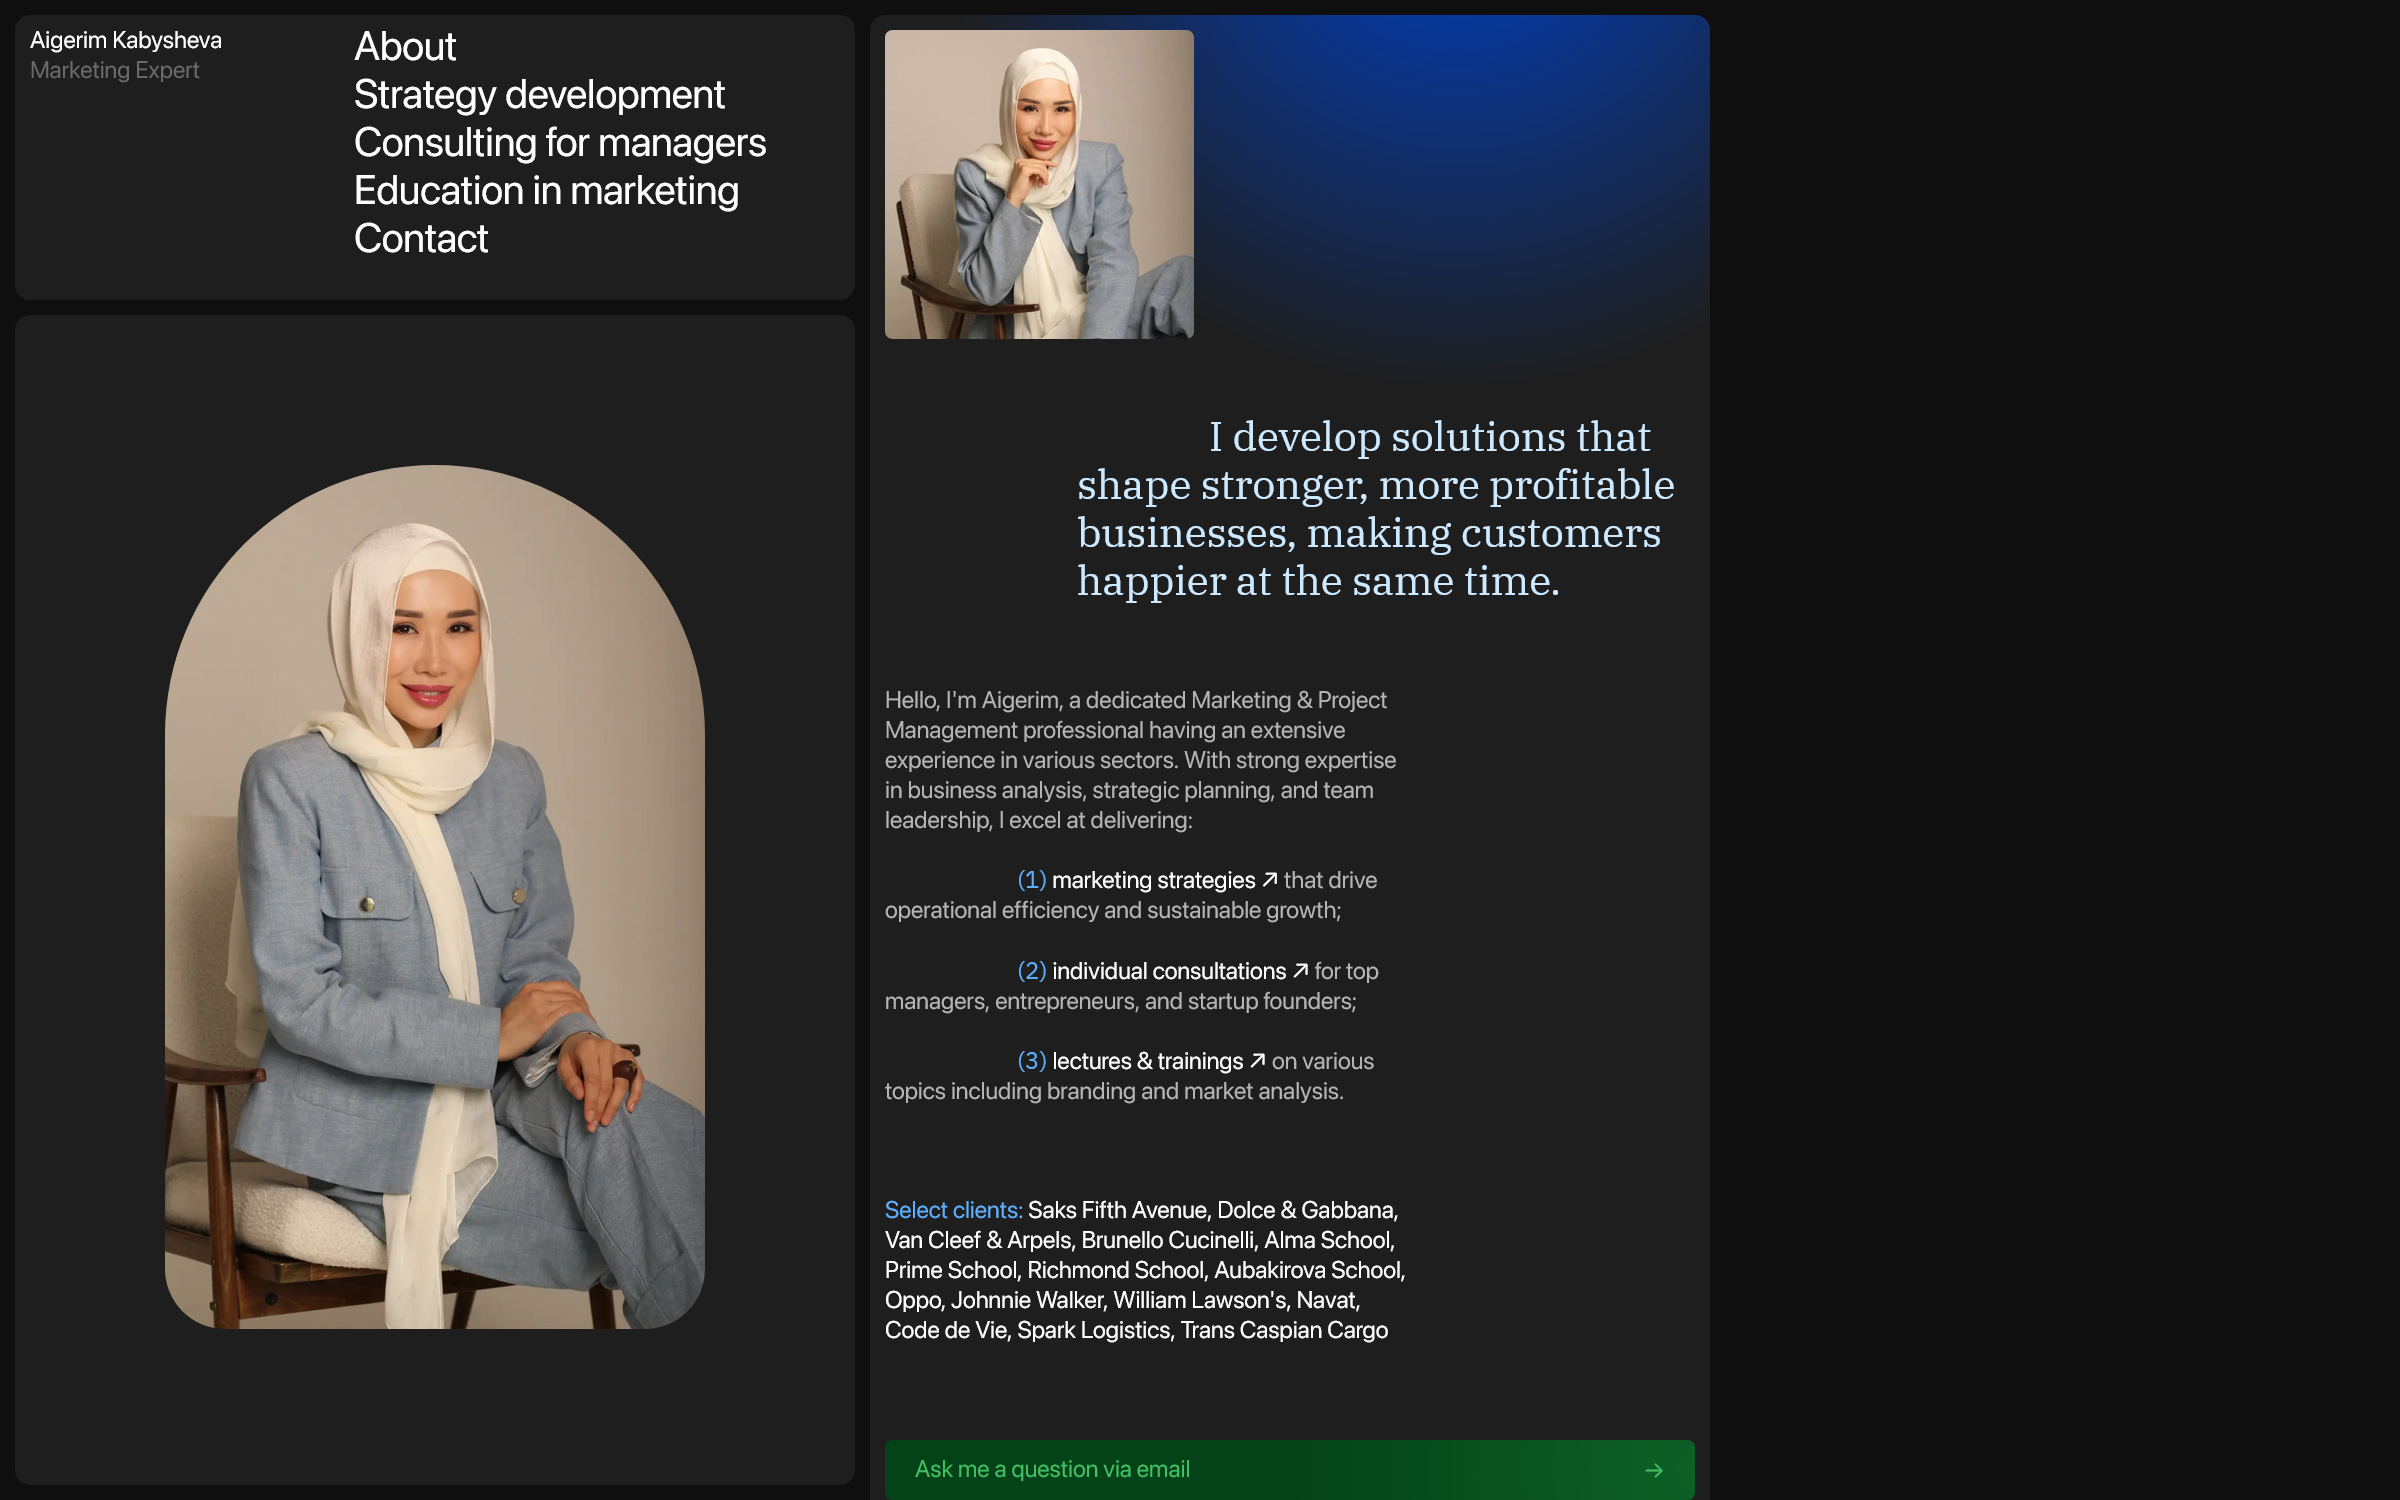 Aigerim Kabysheva
Marketing Expert
About
Strategy development
Consulting for managers
Education in marketing
Contact
I develop solutions that
shape stronger, more profitable
businesses, making customers
happier at the same time.
Hello, I'm Aigerim, a dedicated Marketing & Project
Management professional having an extensive
experience in various sectors. With strong expertise
in business analysis, strategic planning, and team
leadership, I excel at delivering:
(1) marketing strategies ↗ that drive
operational efficiency and sustainable growth;
(2) individual consultations ↗ for top
managers, entrepreneurs, and startup founders;
(3) lectures & trainings ↗ on various
topics including branding and market analysis.
Select clients: Saks Fifth Avenue, Dolce & Gabbana,
Van Cleef & Arpels, Brunello Cucinelli, Alma School,
Prime School, Richmond School, Aubakirova School,
Oppo, Johnnie Walker, William Lawson's, Navat,
Code de Vie, Spark Logistics, Trans Caspian Cargo
Ask me a question via email →